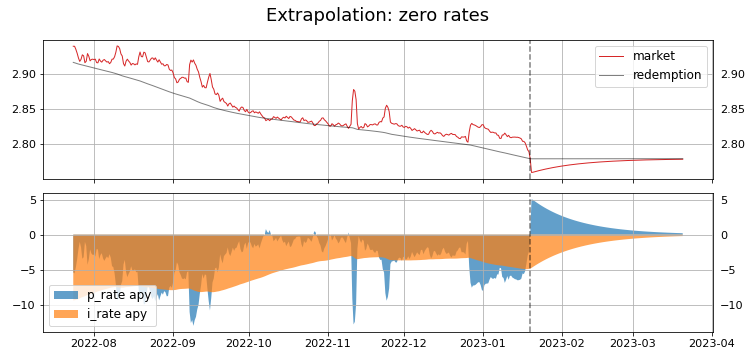 Extrapolation: zero rates
market
redemption
2.90
2.90
2.85
2.85
2.80
2.80
5
5
0
0
−5
−5
−10
−10
p_rate apy
i_rate apy
2022-08 2022-09 2022-10 2022-11 2022-12 2023-01 2023-02 2023-03 2023-04